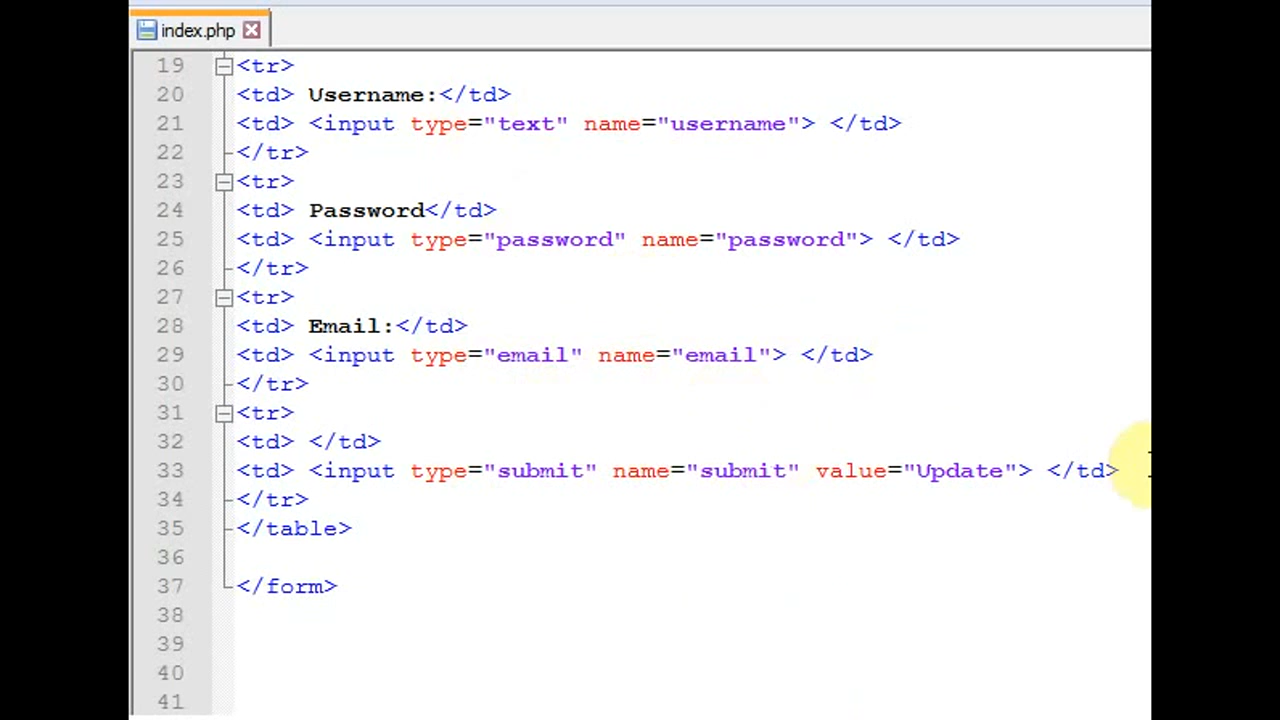 index.php
19 <tr>
20 <td> Username:</td>
21 <td> <input type="text" name="username"> </td>
22 </tr>
23 <tr>
24 <td> Password</td>
25 <td> <input type="password" name="password"> </td>
26 </tr>
27 <tr>
28 <td> Email:</td>
29 <td> <input type="email" name="email"> </td>
30 </tr>
31 <tr>
32 <td> </td>
33 <td> <input type="submit" name="submit" value="Update"> </td>
34 </tr>
35 </table>
36
37 </form>
38
39
40
41